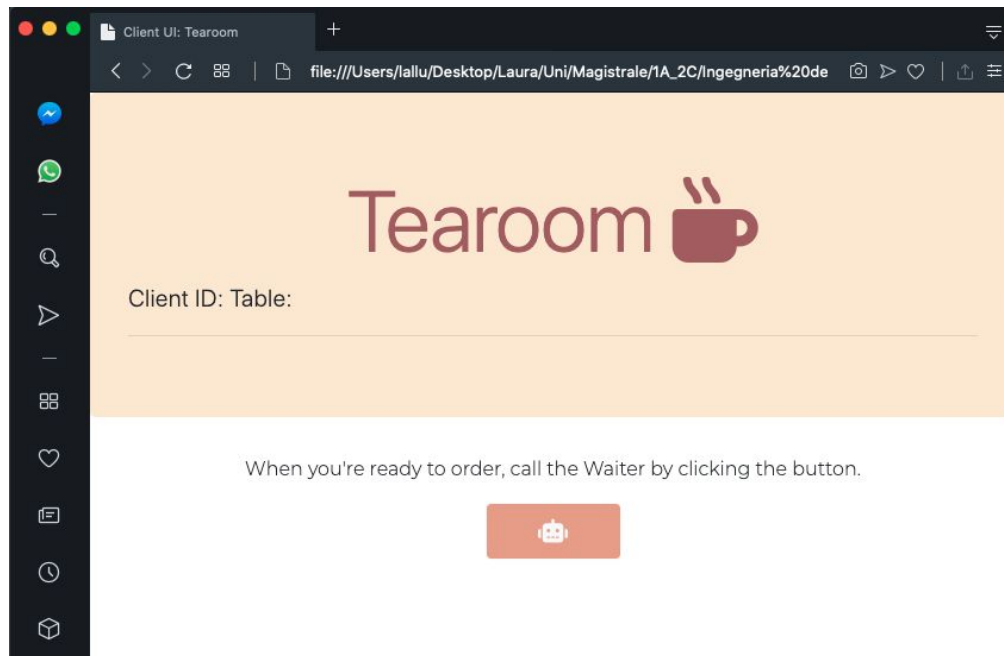 Client UI: Tearoom
file:///Users/lallu/Desktop/Laura/Uni/Magistrale/1A_2C/Ingegneria%20de
Tearoom
Client ID: Table:
When you're ready to order, call the Waiter by clicking the button.